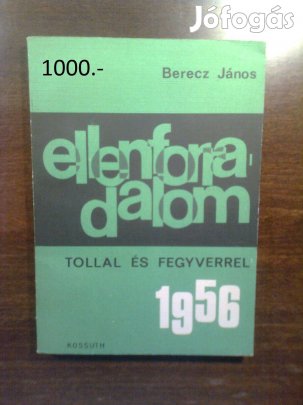 Jófogás
1000.-
Berecz János
ellenforra-
dalom
TOLLAL ÉS FEGYVERREL
1956
KOSSUTH